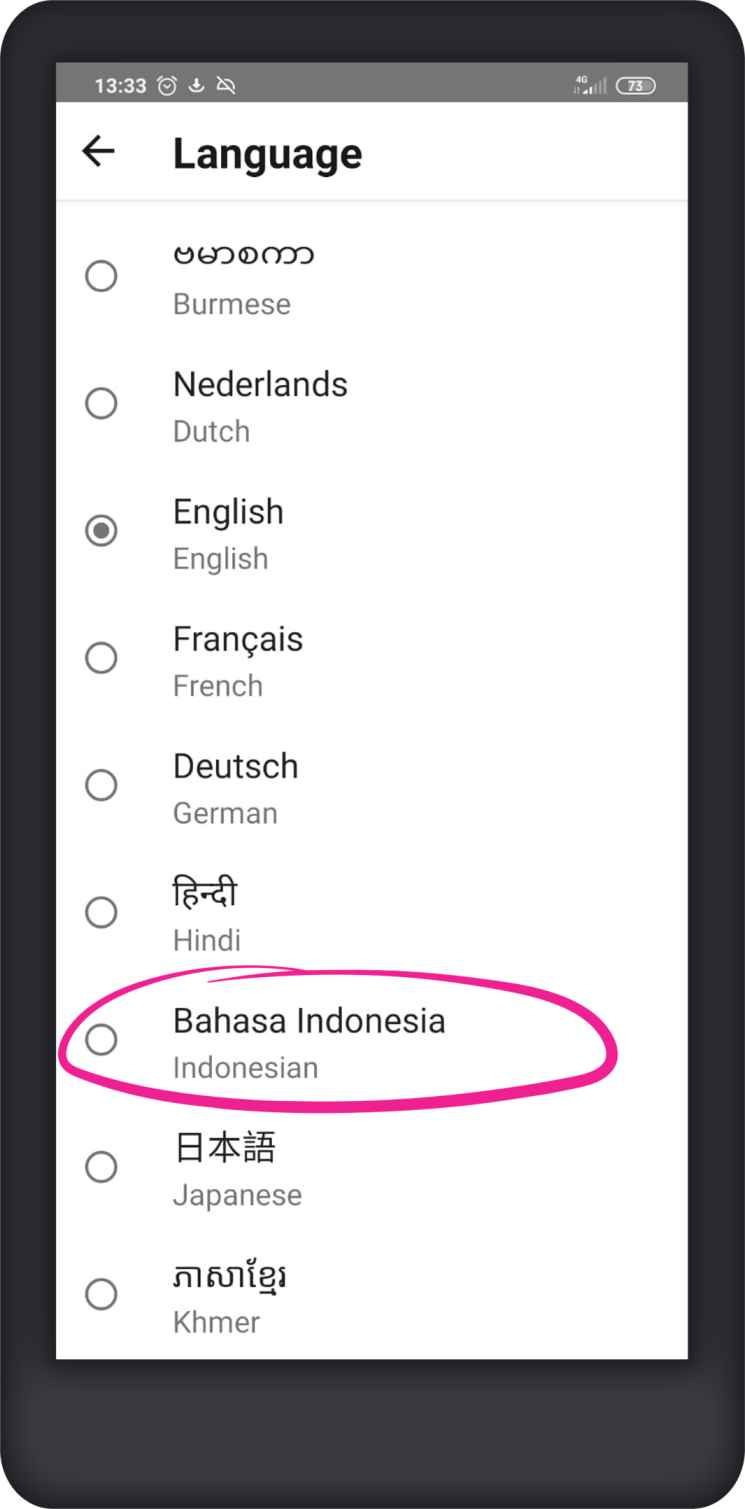 13:33
4G
73
Language
ဗမာစကာ
Burmese
Nederlands
Dutch
English
English
Français
French
Deutsch
German
हिन्दी
Hindi
Bahasa Indonesia
Indonesian
日本語
Japanese
ភាសាខ្មែរ
Khmer